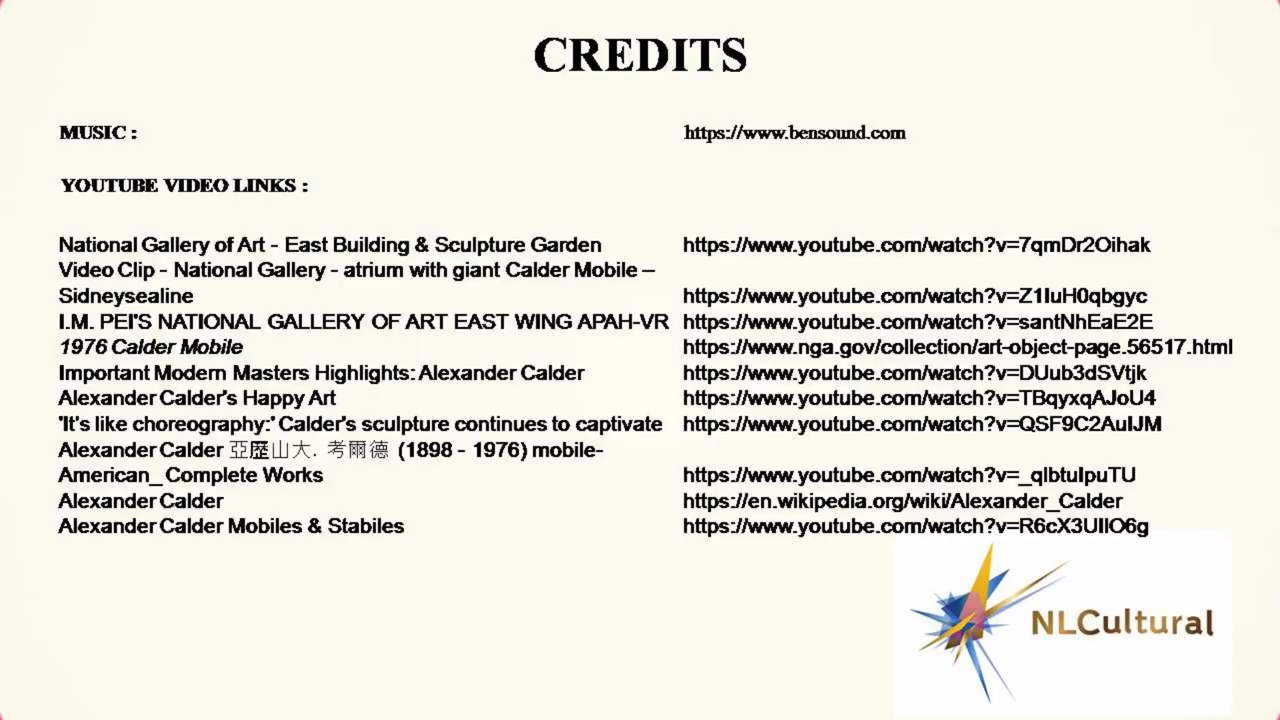 CREDITS
MUSIC : https://www.bensound.com
YOUTUBE VIDEO LINKS :
National Gallery of Art - East Building & Sculpture Garden https://www.youtube.com/watch?v=7qmDr2Oihak
Video Clip - National Gallery - atrium with giant Calder Mobile –
Sidneysealine https://www.youtube.com/watch?v=Z1IuH0qbgyc
I.M. PEI'S NATIONAL GALLERY OF ART EAST WING APAH-VR https://www.youtube.com/watch?v=santNhEaE2E
1976 Calder Mobile https://www.nga.gov/collection/art-object-page.56517.html
Important Modern Masters Highlights: Alexander Calder https://www.youtube.com/watch?v=DUub3dSVtjk
Alexander Calder's Happy Art https://www.youtube.com/watch?v=TBqyxqAJoU4
'It's like choreography:' Calder's sculpture continues to captivate https://www.youtube.com/watch?v=QSF9C2AuIJM
Alexander Calder 亞歷山大. 考爾德 (1898 - 1976) mobile-
American_ Complete Works https://www.youtube.com/watch?v=_qlbtuIpuTU
Alexander Calder https://en.wikipedia.org/wiki/Alexander_Calder
Alexander Calder Mobiles & Stabiles https://www.youtube.com/watch?v=R6cX3UIlO6g
NLCultural